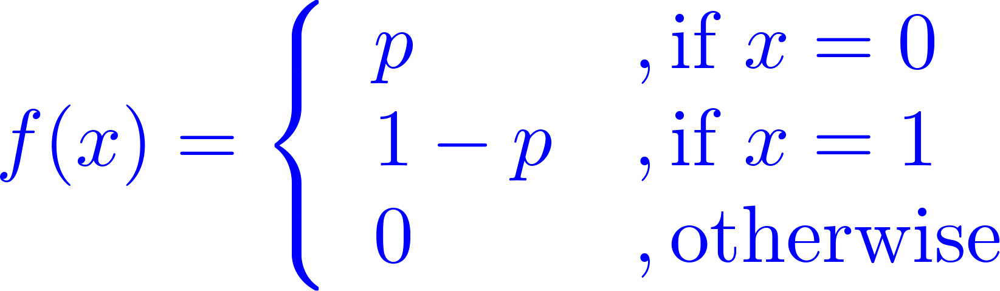 p , if x = 0
f(x) = { 1 − p , if x = 1
0 , otherwise